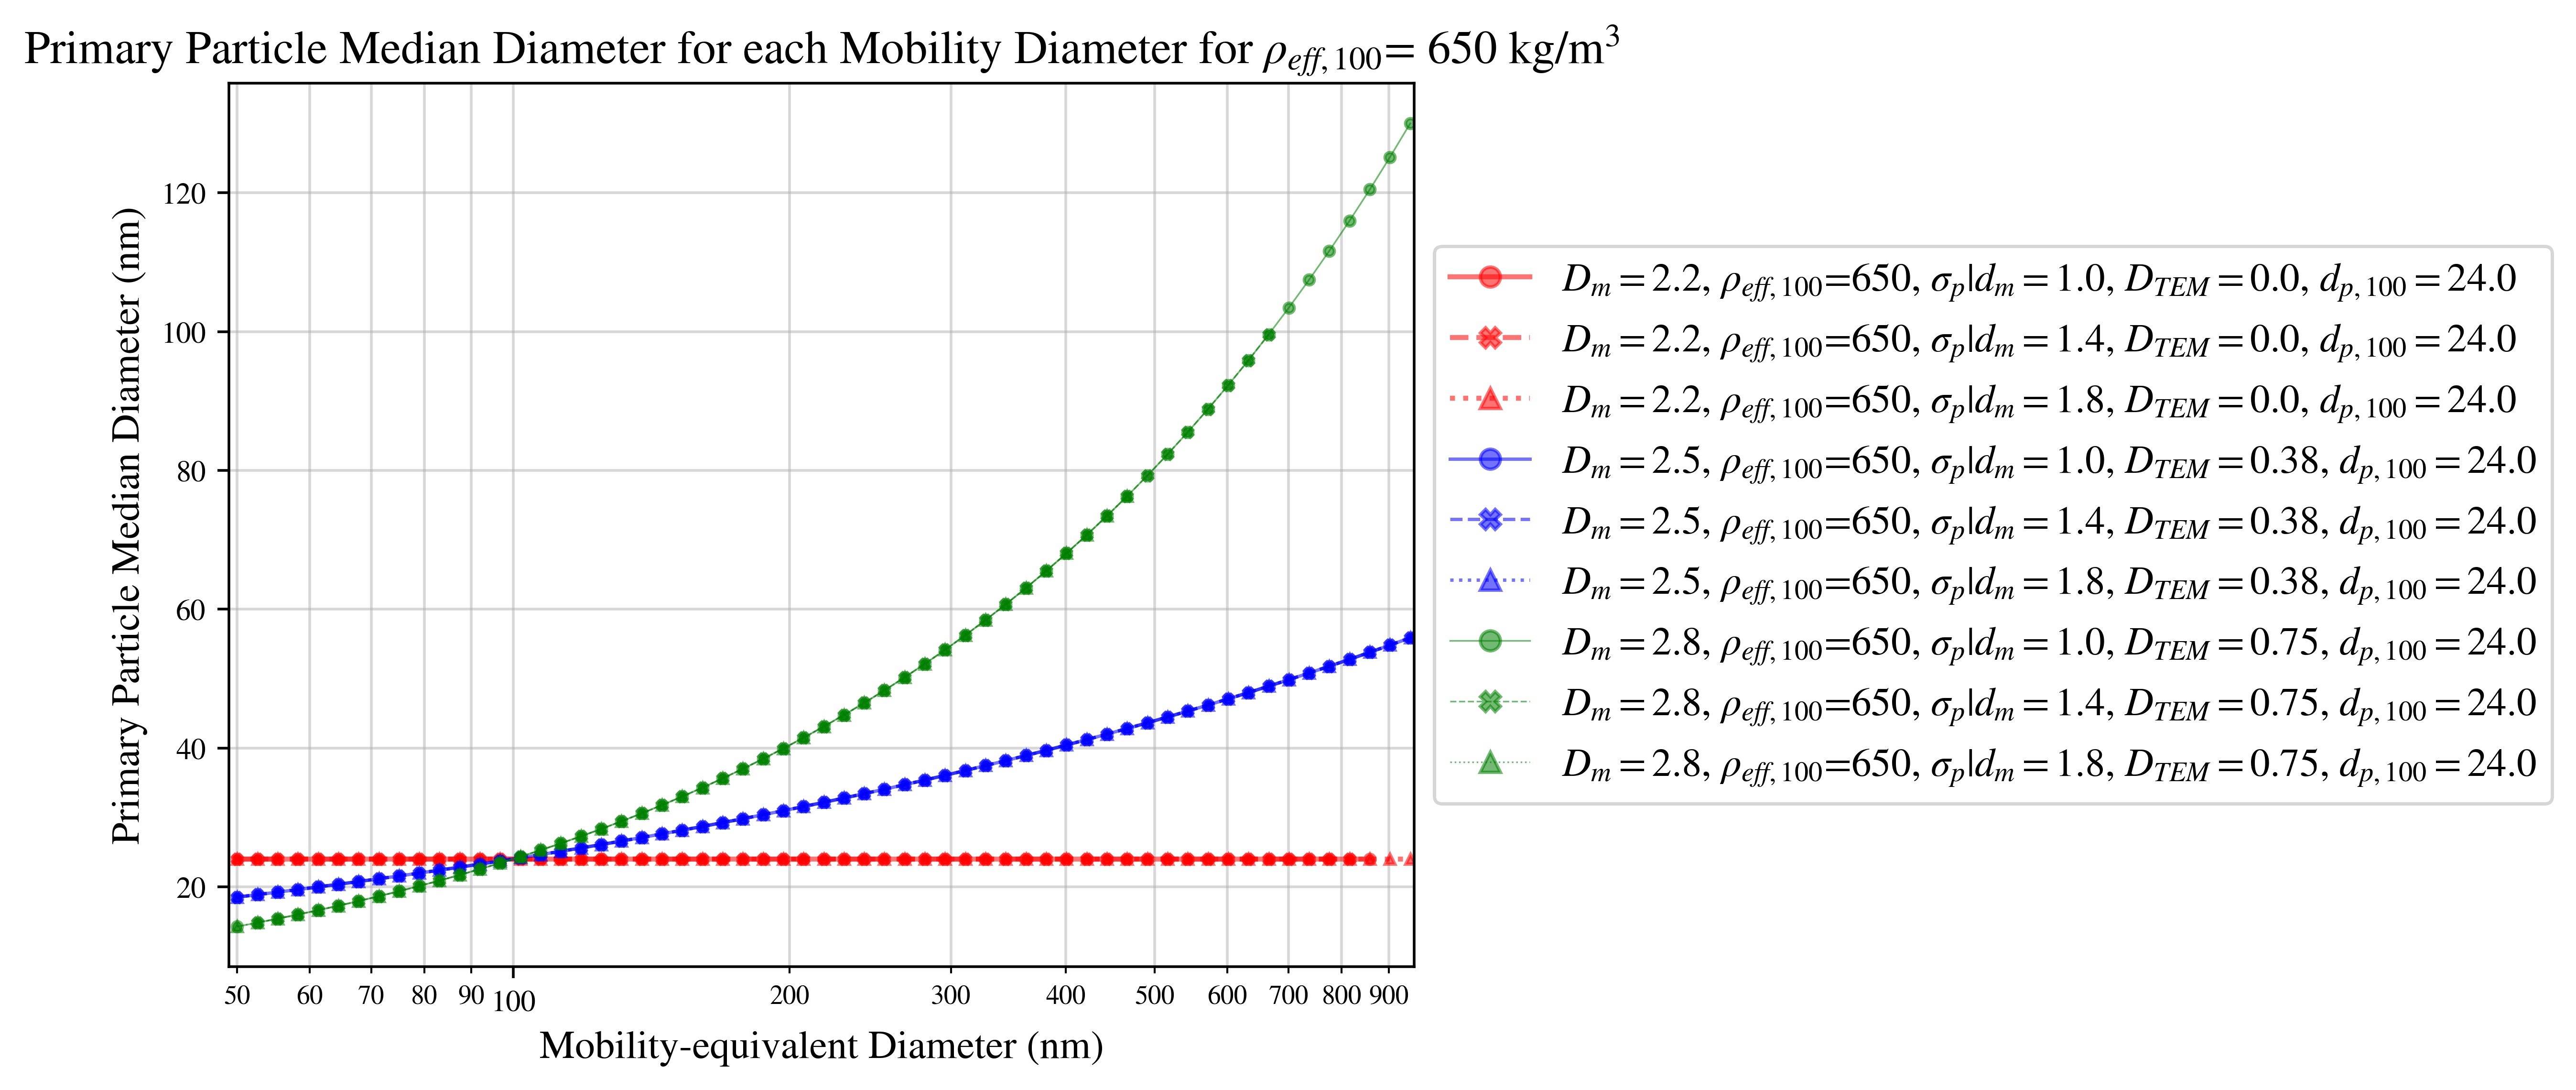 Primary Particle Median Diameter for each Mobility Diameter for ρeff,100= 650 kg/m³
Primary Particle Median Diameter (nm)
120
100
80
60
40
20
50 60 70 80 90 100 200 300 400 500 600 700 800 900
Mobility-equivalent Diameter (nm)
Dm = 2.2, ρeff,100=650, σp|dm = 1.0, DTEM = 0.0, dp,100 = 24.0
Dm = 2.2, ρeff,100=650, σp|dm = 1.4, DTEM = 0.0, dp,100 = 24.0
Dm = 2.2, ρeff,100=650, σp|dm = 1.8, DTEM = 0.0, dp,100 = 24.0
Dm = 2.5, ρeff,100=650, σp|dm = 1.0, DTEM = 0.38, dp,100 = 24.0
Dm = 2.5, ρeff,100=650, σp|dm = 1.4, DTEM = 0.38, dp,100 = 24.0
Dm = 2.5, ρeff,100=650, σp|dm = 1.8, DTEM = 0.38, dp,100 = 24.0
Dm = 2.8, ρeff,100=650, σp|dm = 1.0, DTEM = 0.75, dp,100 = 24.0
Dm = 2.8, ρeff,100=650, σp|dm = 1.4, DTEM = 0.75, dp,100 = 24.0
Dm = 2.8, ρeff,100=650, σp|dm = 1.8, DTEM = 0.75, dp,100 = 24.0